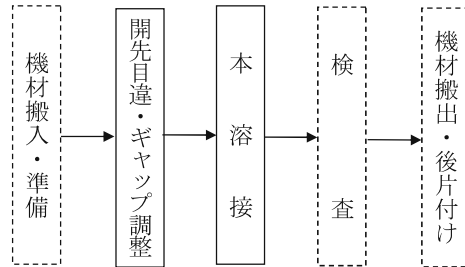 機材搬入・準備
開先目違・ギャップ調整
本溶接
検査
機材搬出・後片付け